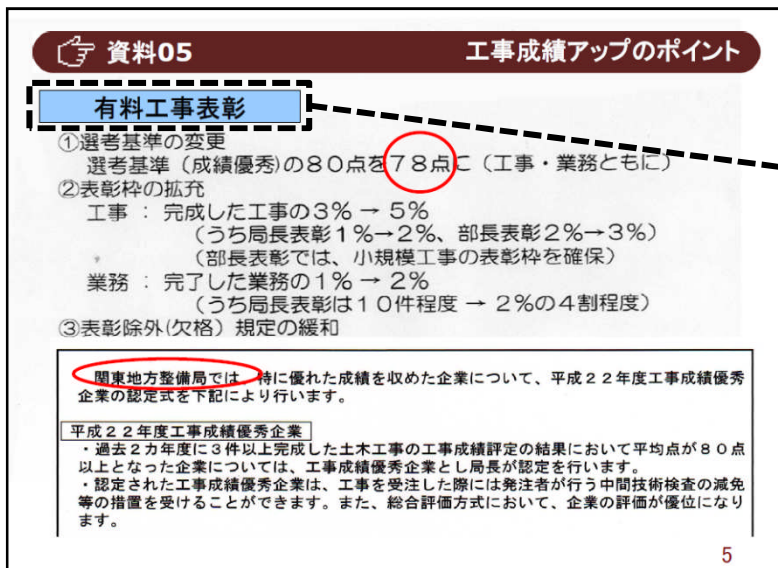 資料05 工事成績アップのポイント
有料工事表彰
①選考基準の変更
選考基準（成績優秀)の８０点を７８点に（工事・業務ともに）
②表彰枠の拡充
工事 ： 完成した工事の３％ → ５％
（うち局長表彰１％→２％、部長表彰２％→３％）
（部長表彰では、小規模工事の表彰枠を確保）
業務 ： 完了した業務の１％ → ２％
（うち局長表彰は１０件程度 → ２％の４割程度）
③表彰除外(欠格）規定の緩和
関東地方整備局では、特に優れた成績を収めた企業について、平成２２年度工事成績優秀
企業の認定式を下記により行います。
平成２２年度工事成績優秀企業
・過去２カ年度に３件以上完成した土木工事の工事成績評定の結果において平均点が８０点
以上となった企業については、工事成績優秀企業とし局長が認定を行います。
・認定された工事成績優秀企業は、工事を受注した際には発注者が行う中間技術検査の減免
等の措置を受けることができます。また、総合評価方式において、企業の評価が優位になり
ます。
5